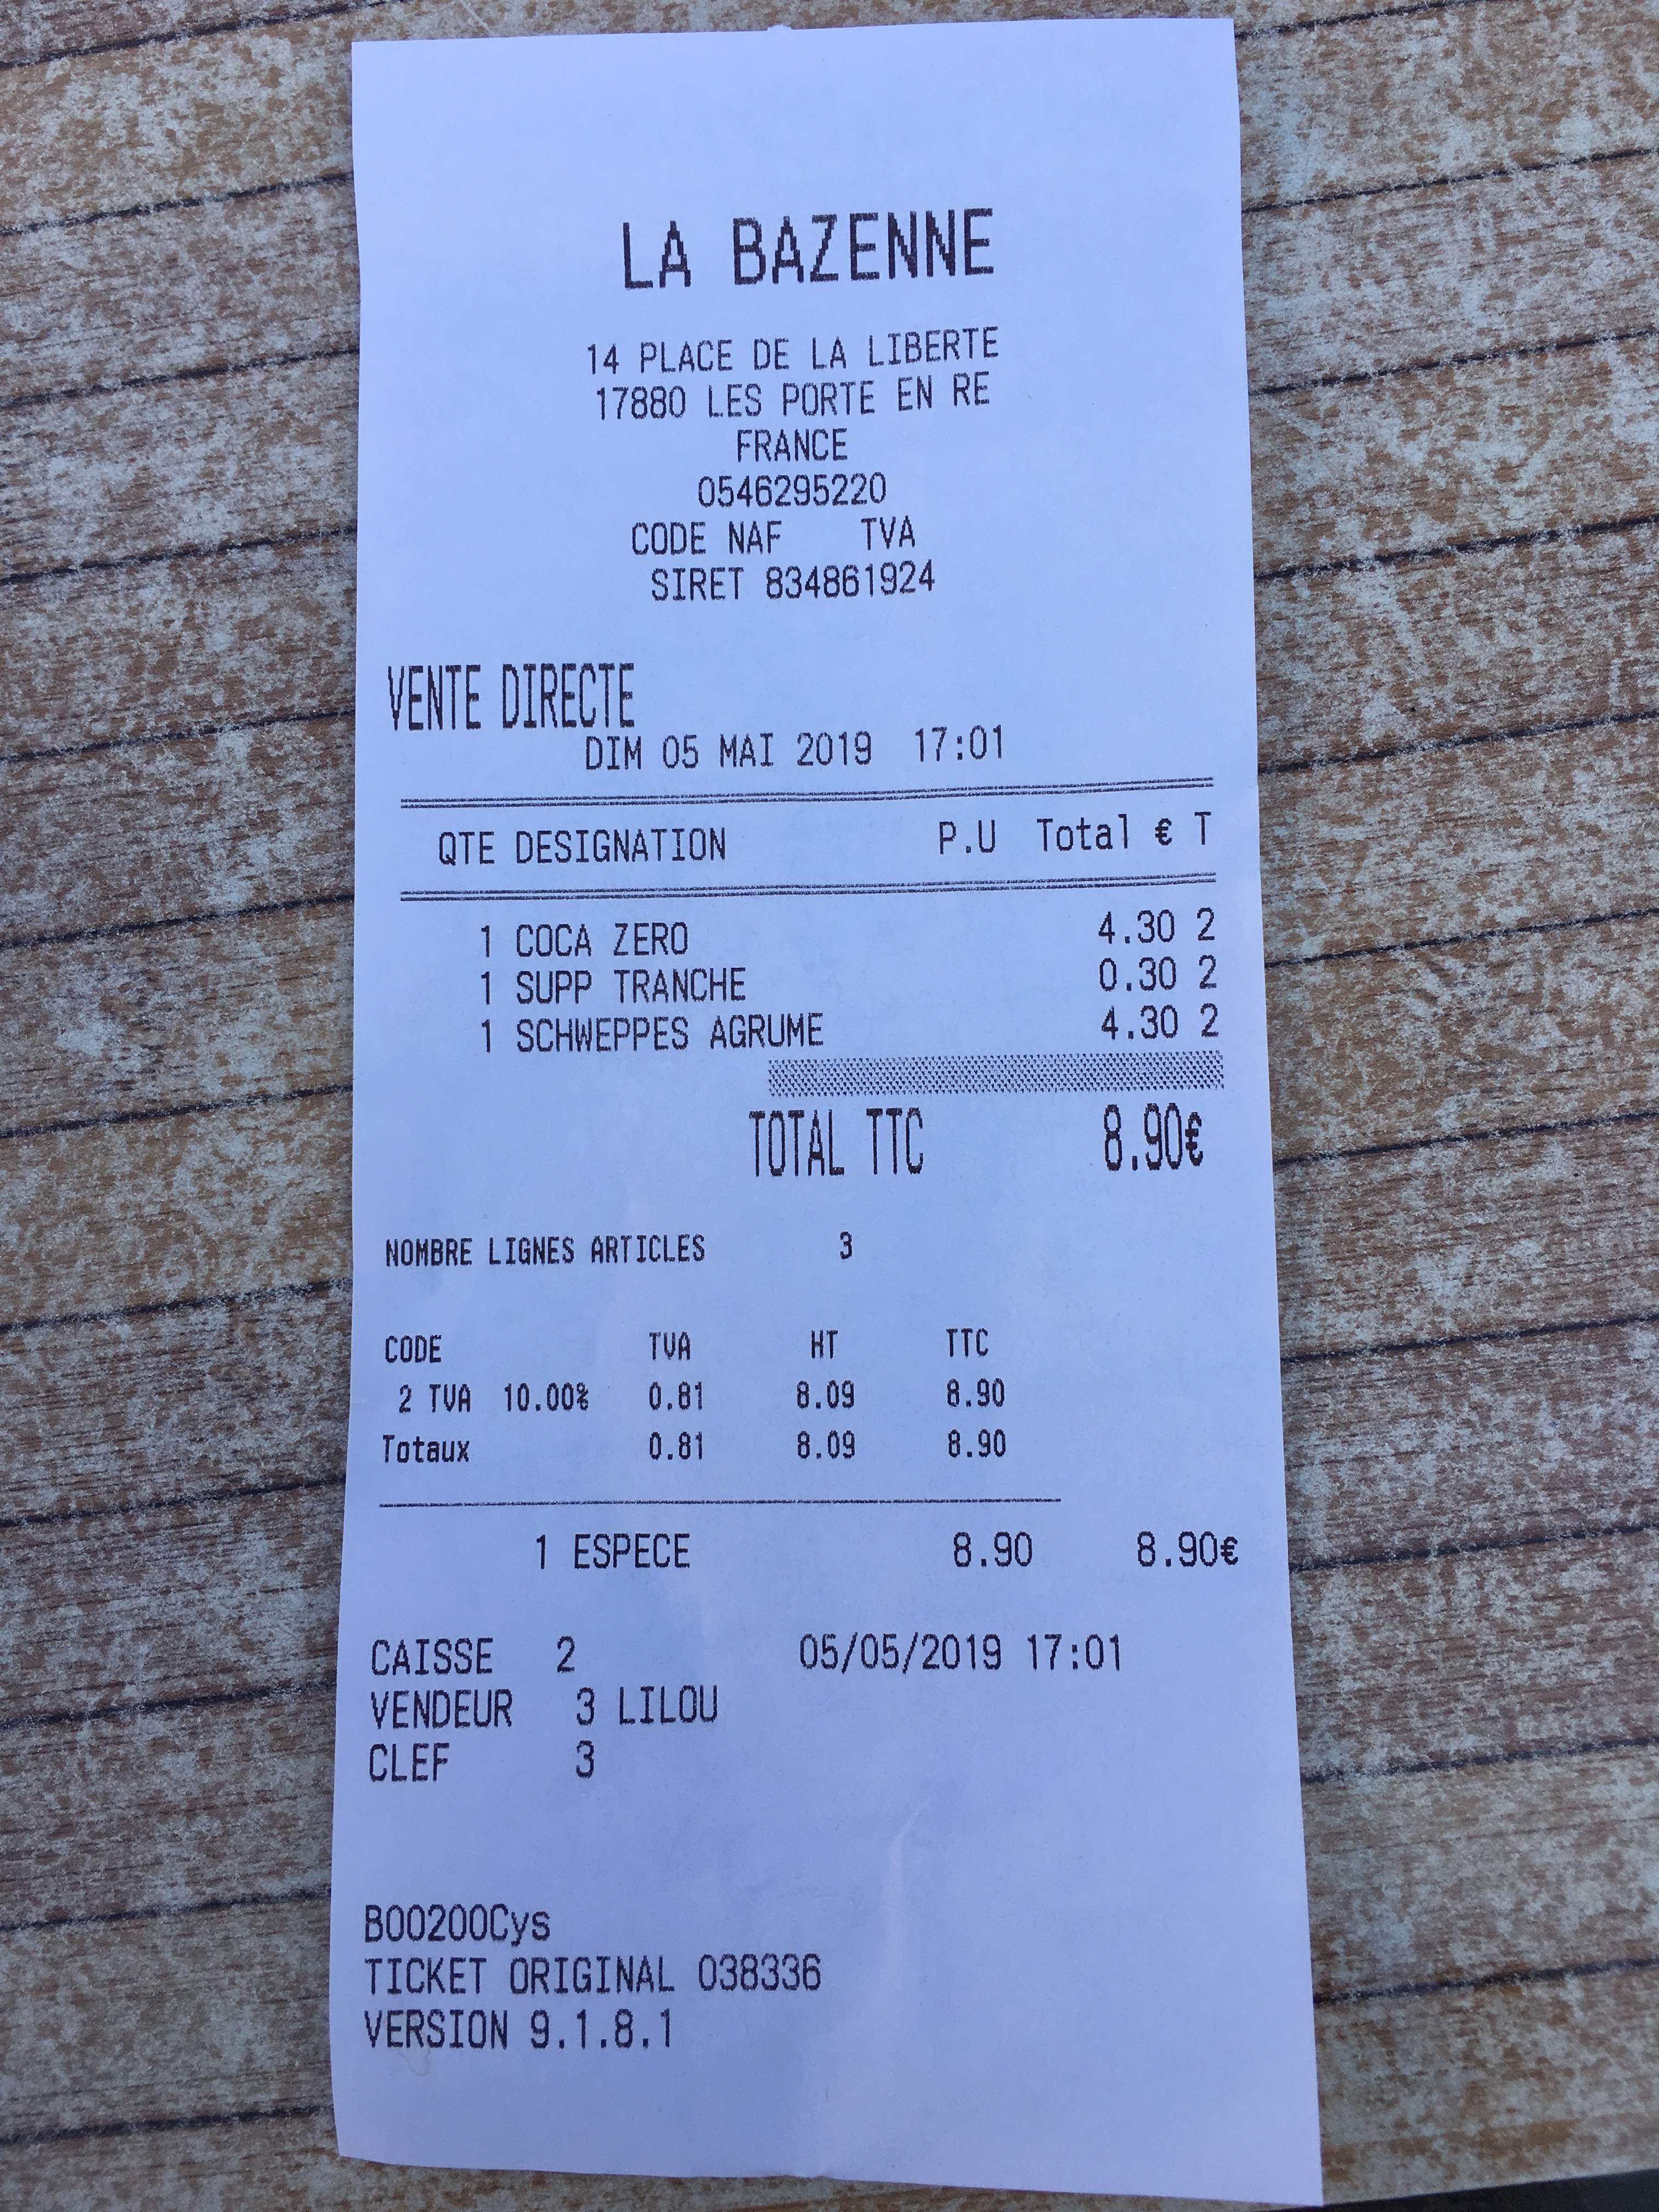 LA BAZENNE
14 PLACE DE LA LIBERTE
17880 LES PORTE EN RE
FRANCE
0546295220
CODE NAF TVA
SIRET 834861924
VENTE DIRECTE
DIM 05 MAI 2019 17:01
QTE DESIGNATION P.U Total € T
1 COCA ZERO 4.30 2
1 SUPP TRANCHE 0.30 2
1 SCHWEPPES AGRUME 4.30 2
TOTAL TTC 8.90€
NOMBRE LIGNES ARTICLES 3
CODE TVA HT TTC
2 TVA 10.00% 0.81 8.09 8.90
Totaux 0.81 8.09 8.90
1 ESPECE 8.90 8.90€
CAISSE 2 05/05/2019 17:01
VENDEUR 3 LILOU
CLEF 3
B00200Cys
TICKET ORIGINAL 038336
VERSION 9.1.8.1